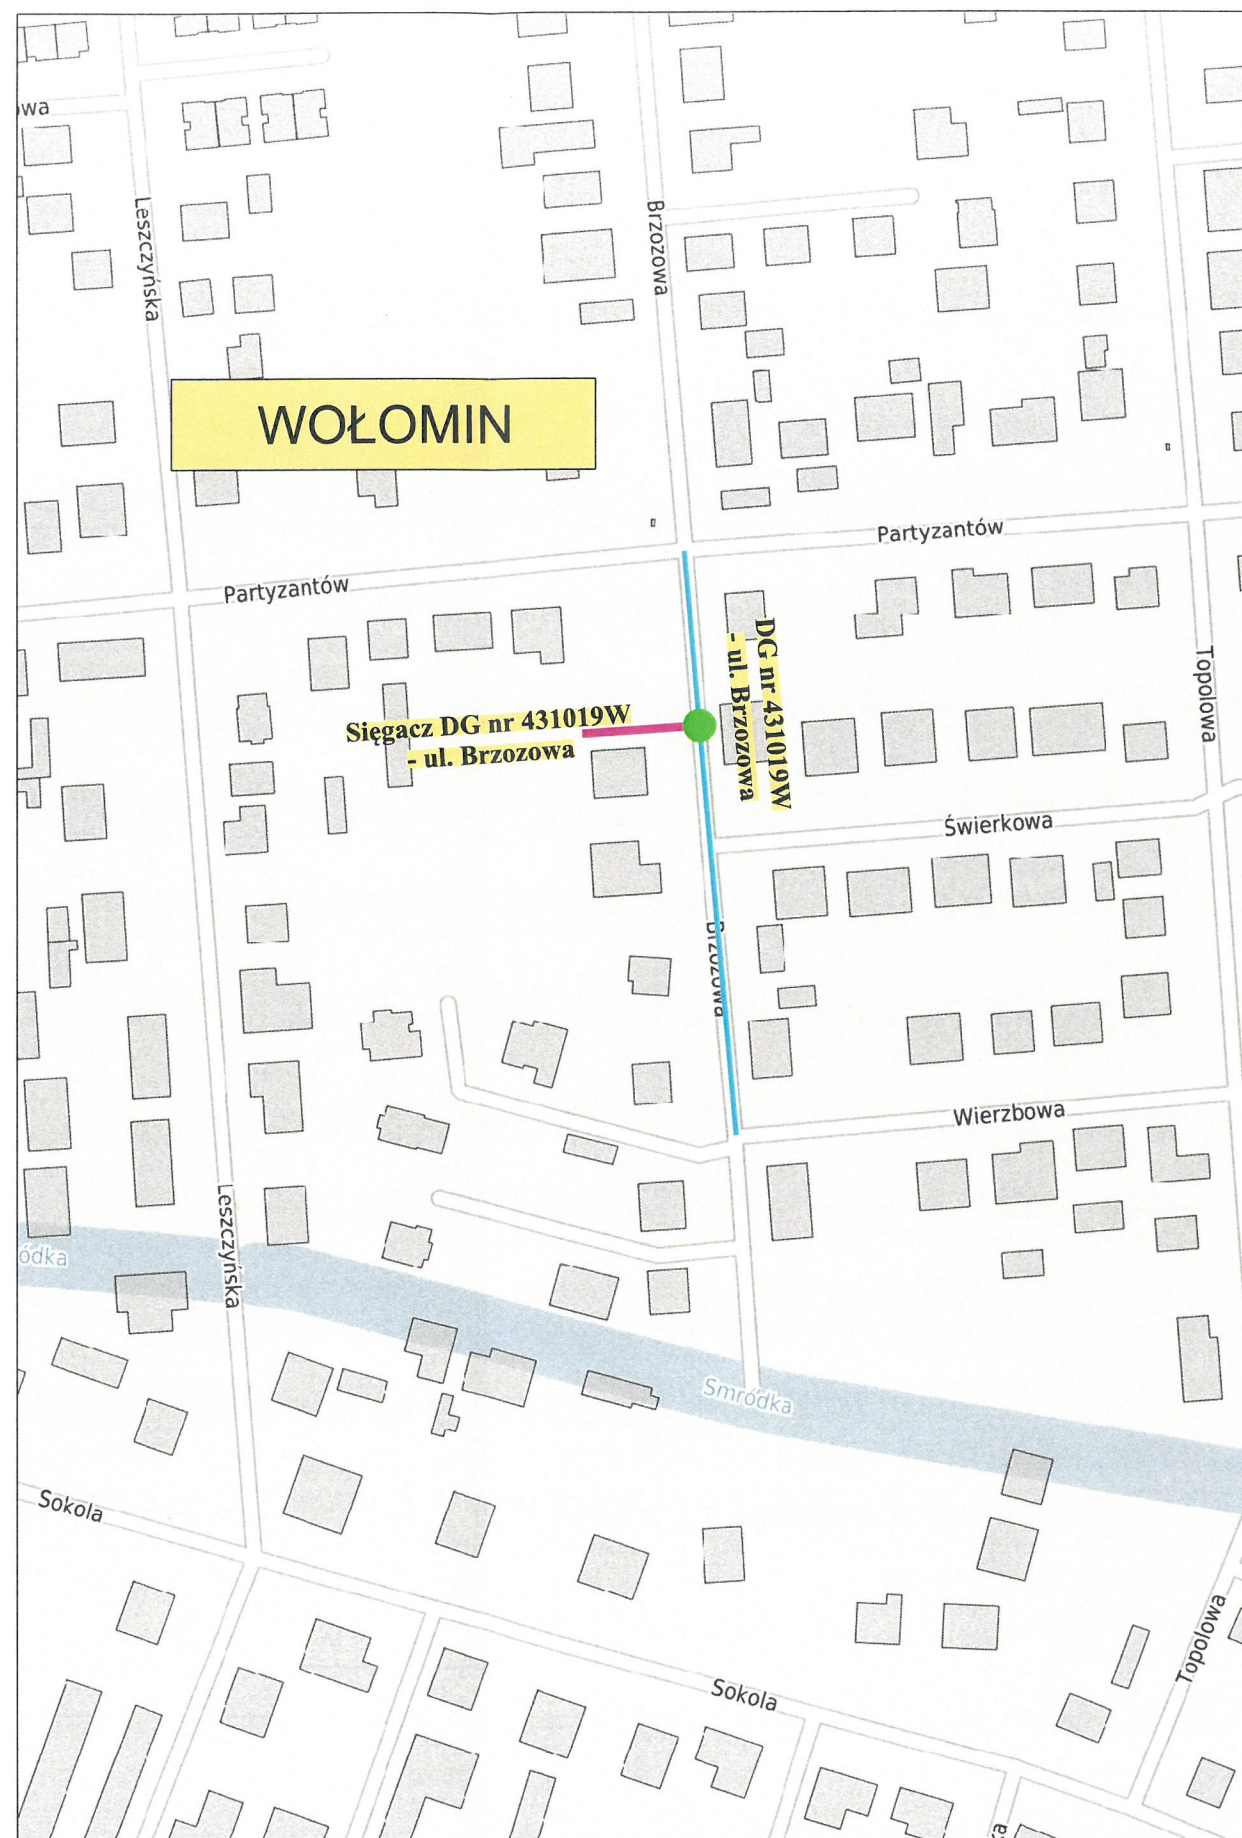 wa
Leszczyńska
Brzozowa
WOŁOMIN
Partyzantów
Partyzantów
DG nr 431019W
- ul. Brzozowa
Topolowa
Sięgacz DG nr 431019W
- ul. Brzozowa
Świerkowa
Brzozowa
Wierzbowa
Leszczyńska
ódka
Smródka
Sokola
Topolowa
Sokola
ka